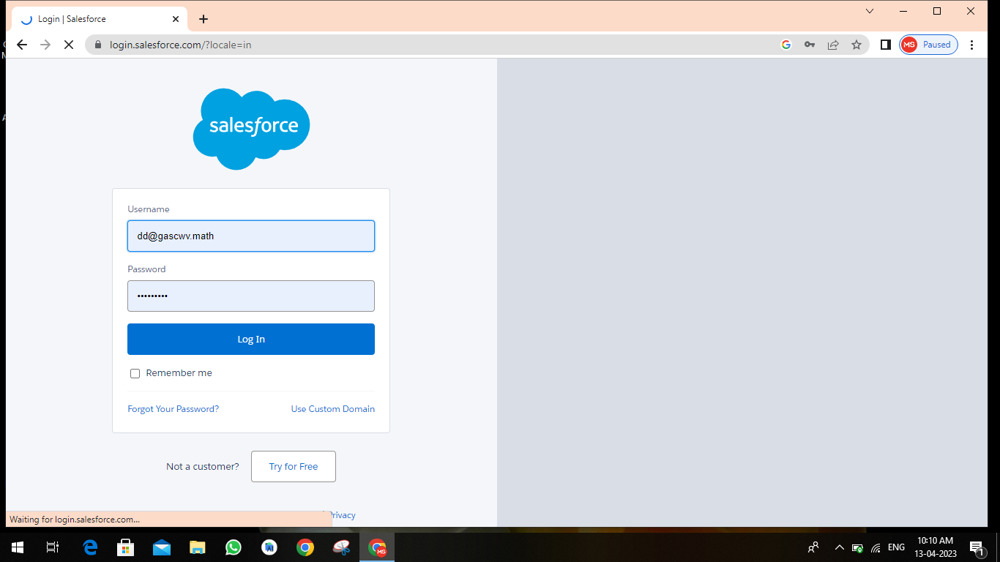 Login | Salesforce
login.salesforce.com/?locale=in
MS Paused
salesforce
Username
dd@gascwv.math
Password
•••••••••
Log In
Remember me
Forgot Your Password?
Use Custom Domain
Not a customer?
Try for Free
Privacy
Waiting for login.salesforce.com...
MS
ENG
10:10 AM
13-04-2023
1